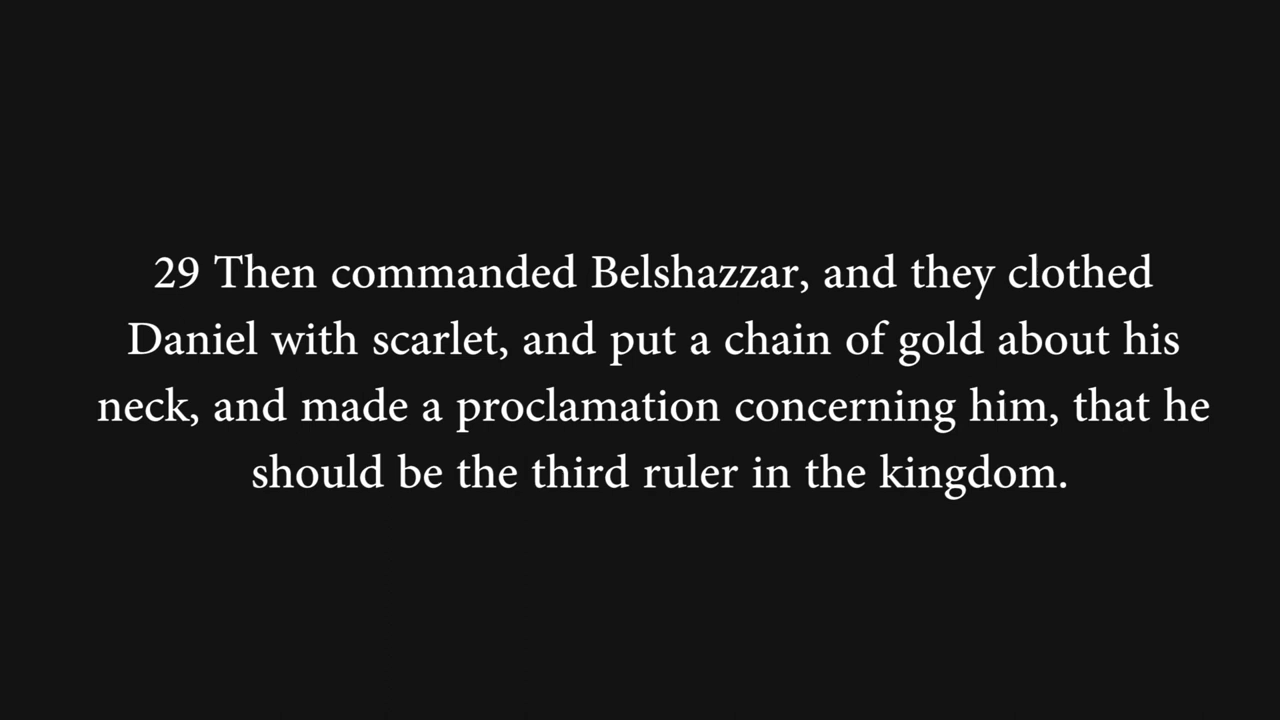 29 Then commanded Belshazzar, and they clothed
Daniel with scarlet, and put a chain of gold about his
neck, and made a proclamation concerning him, that he
should be the third ruler in the kingdom.